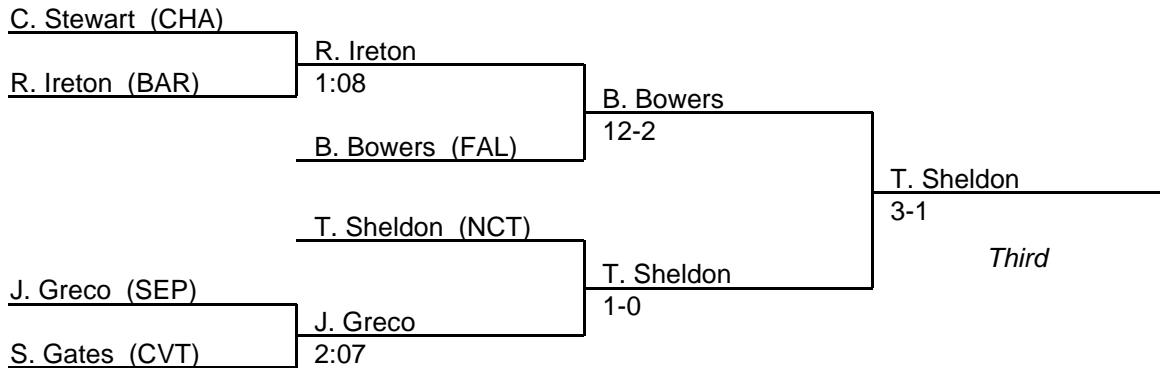 C. Stewart (CHA)
R. Ireton
R. Ireton (BAR)
1:08
B. Bowers
12-2
B. Bowers (FAL)
T. Sheldon
3-1
T. Sheldon (NCT)
Third
T. Sheldon
1-0
J. Greco (SEP)
J. Greco
S. Gates (CVT)
2:07